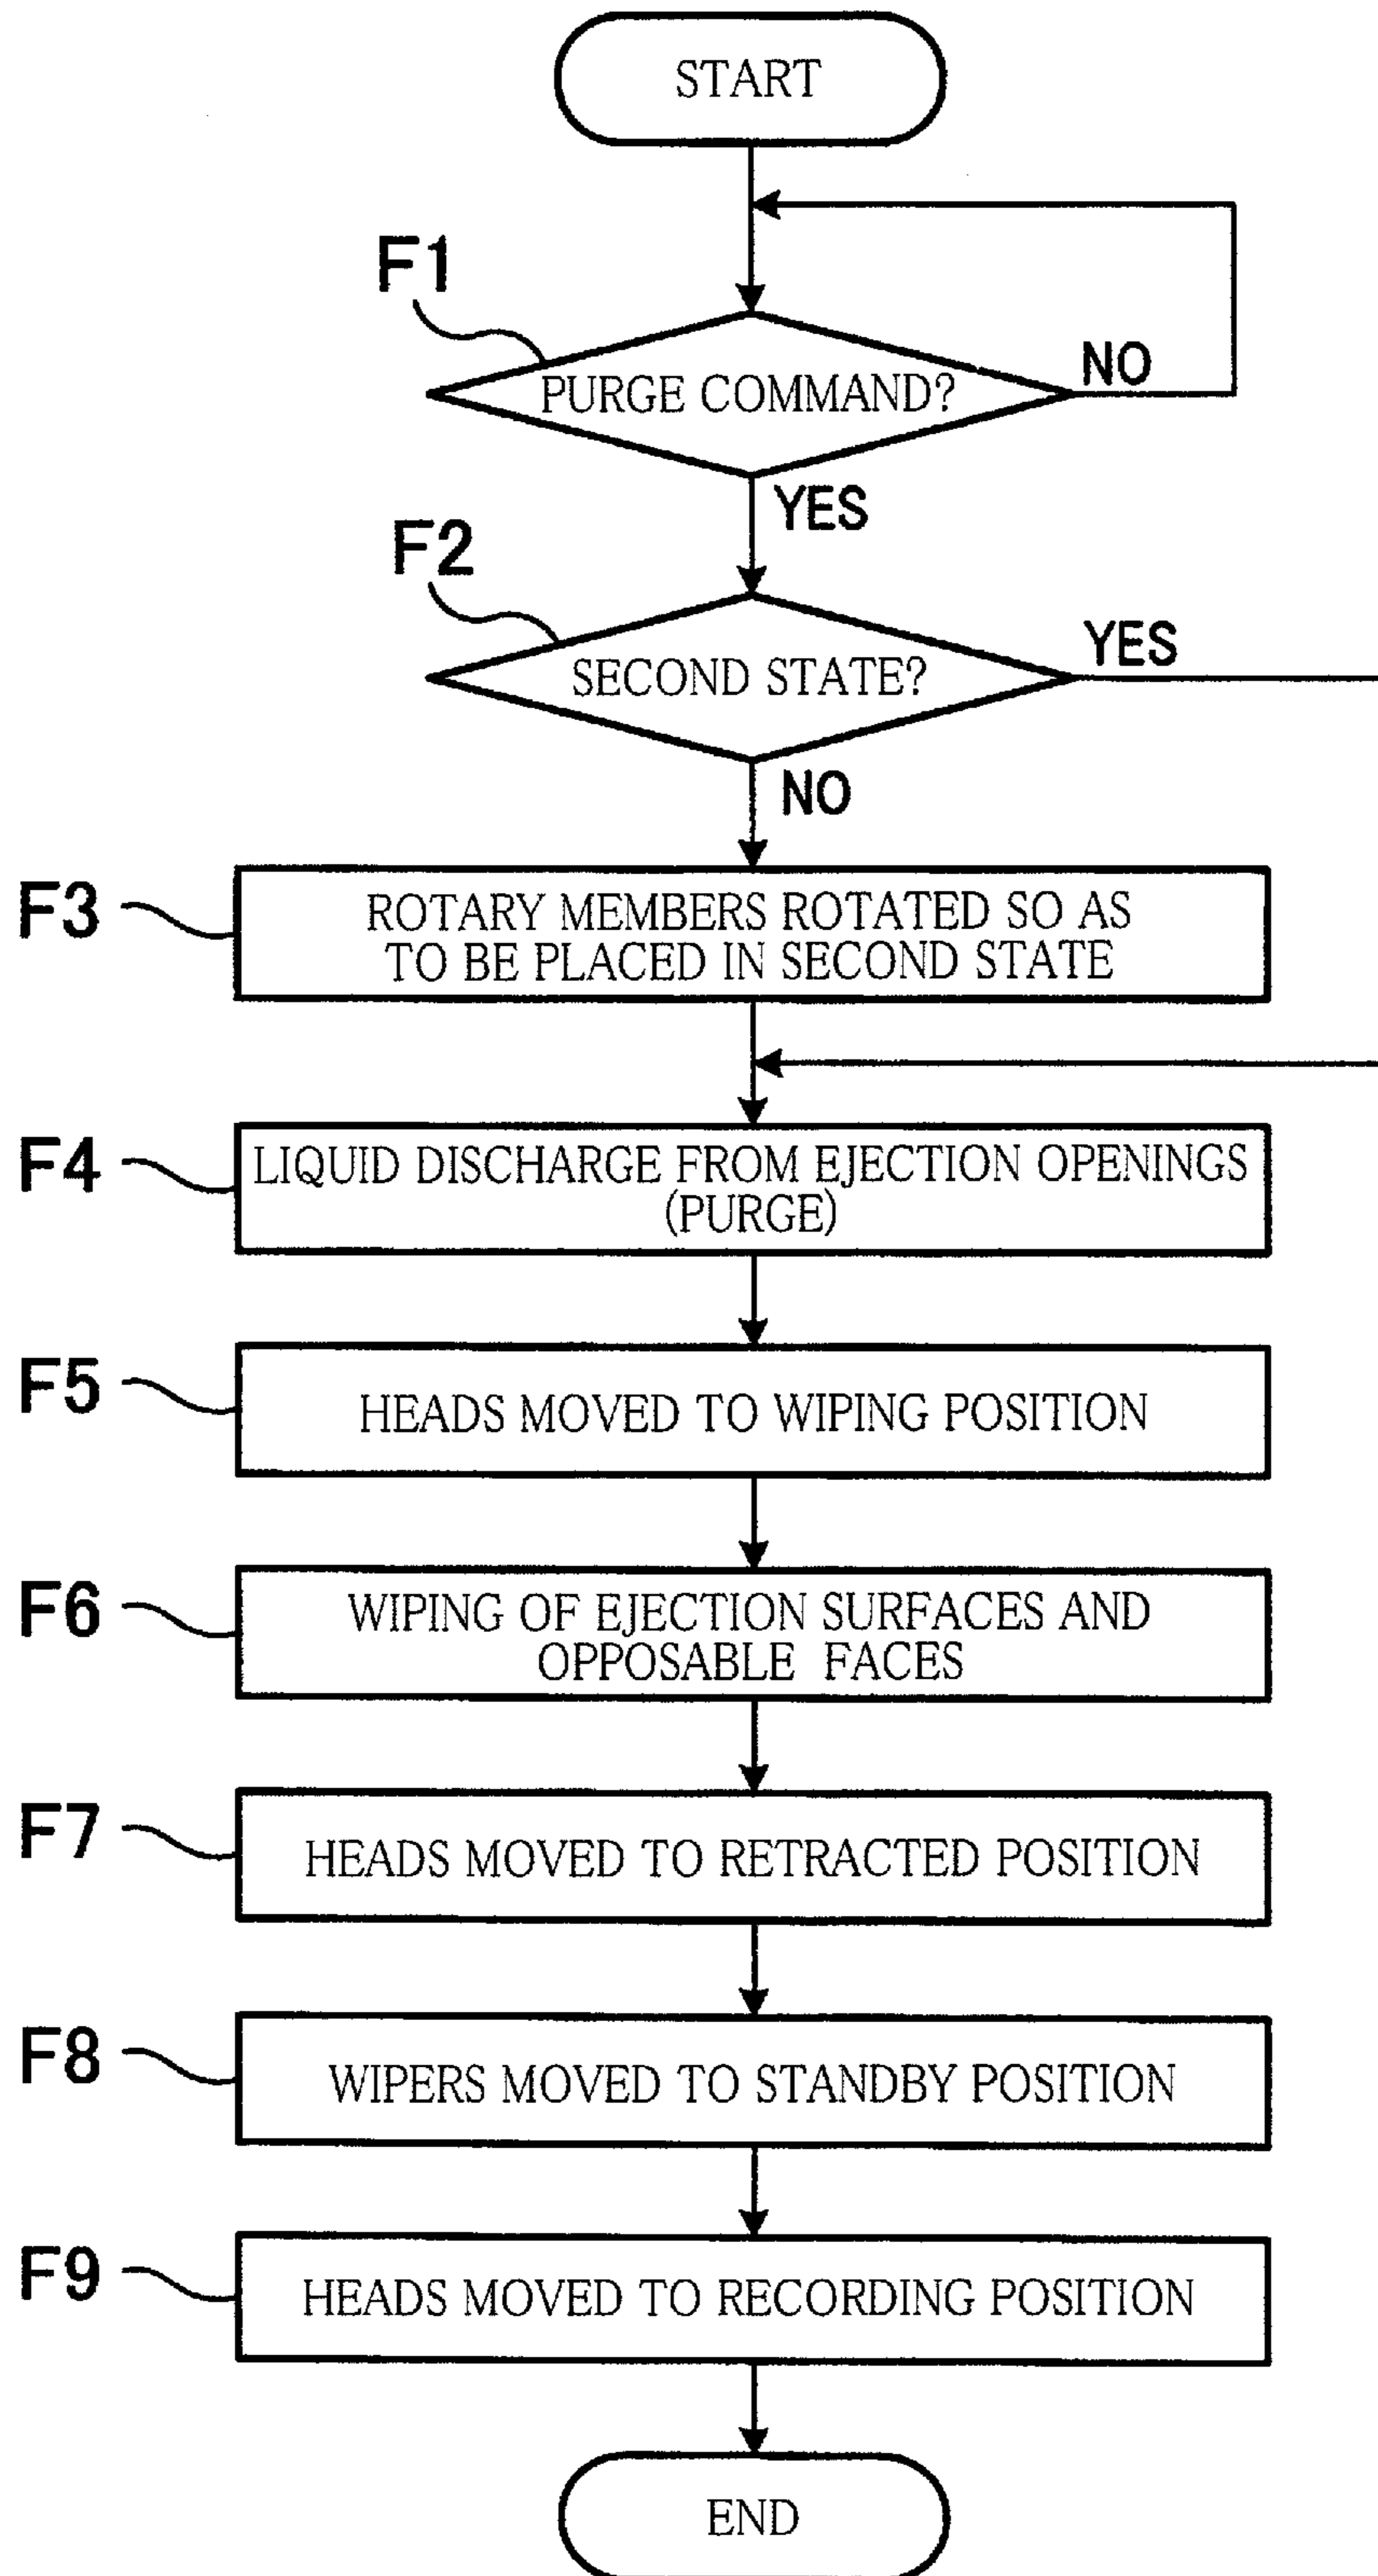 START
F1
PURGE COMMAND?
NO
YES
F2
SECOND STATE?
YES
NO
F3
ROTARY MEMBERS ROTATED SO AS
TO BE PLACED IN SECOND STATE
F4
LIQUID DISCHARGE FROM EJECTION OPENINGS
(PURGE)
F5
HEADS MOVED TO WIPING POSITION
F6
WIPING OF EJECTION SURFACES AND
OPPOSABLE FACES
F7
HEADS MOVED TO RETRACTED POSITION
F8
WIPERS MOVED TO STANDBY POSITION
F9
HEADS MOVED TO RECORDING POSITION
END